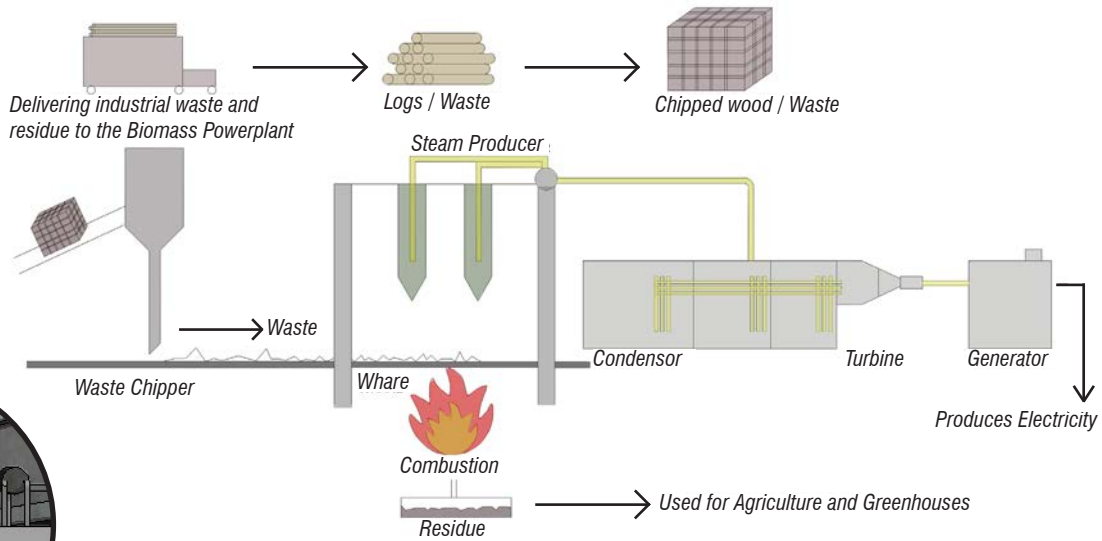 Delivering industrial waste and
residue to the Biomass Powerplant
Logs / Waste
Chipped wood / Waste
Steam Producer
Waste
Waste Chipper
Whare
Condensor
Turbine
Generator
Produces Electricity
Combustion
Residue
Used for Agriculture and Greenhouses